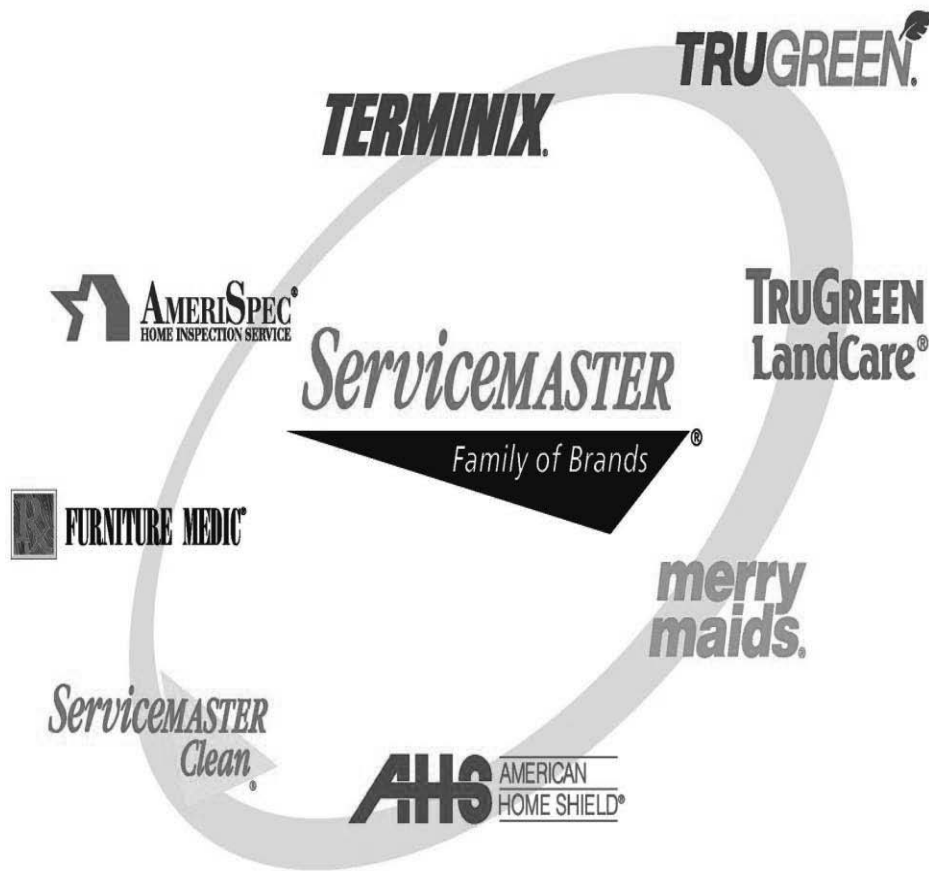 TRUGREEN®
TERMINIX®
AMERISPEC®
HOME INSPECTION SERVICE
TRUGREEN
LandCare®
ServiceMASTER
Family of Brands ®
FURNITURE MEDIC®
merry
maids®
ServiceMASTER
Clean®
AHS AMERICAN
HOME SHIELD®